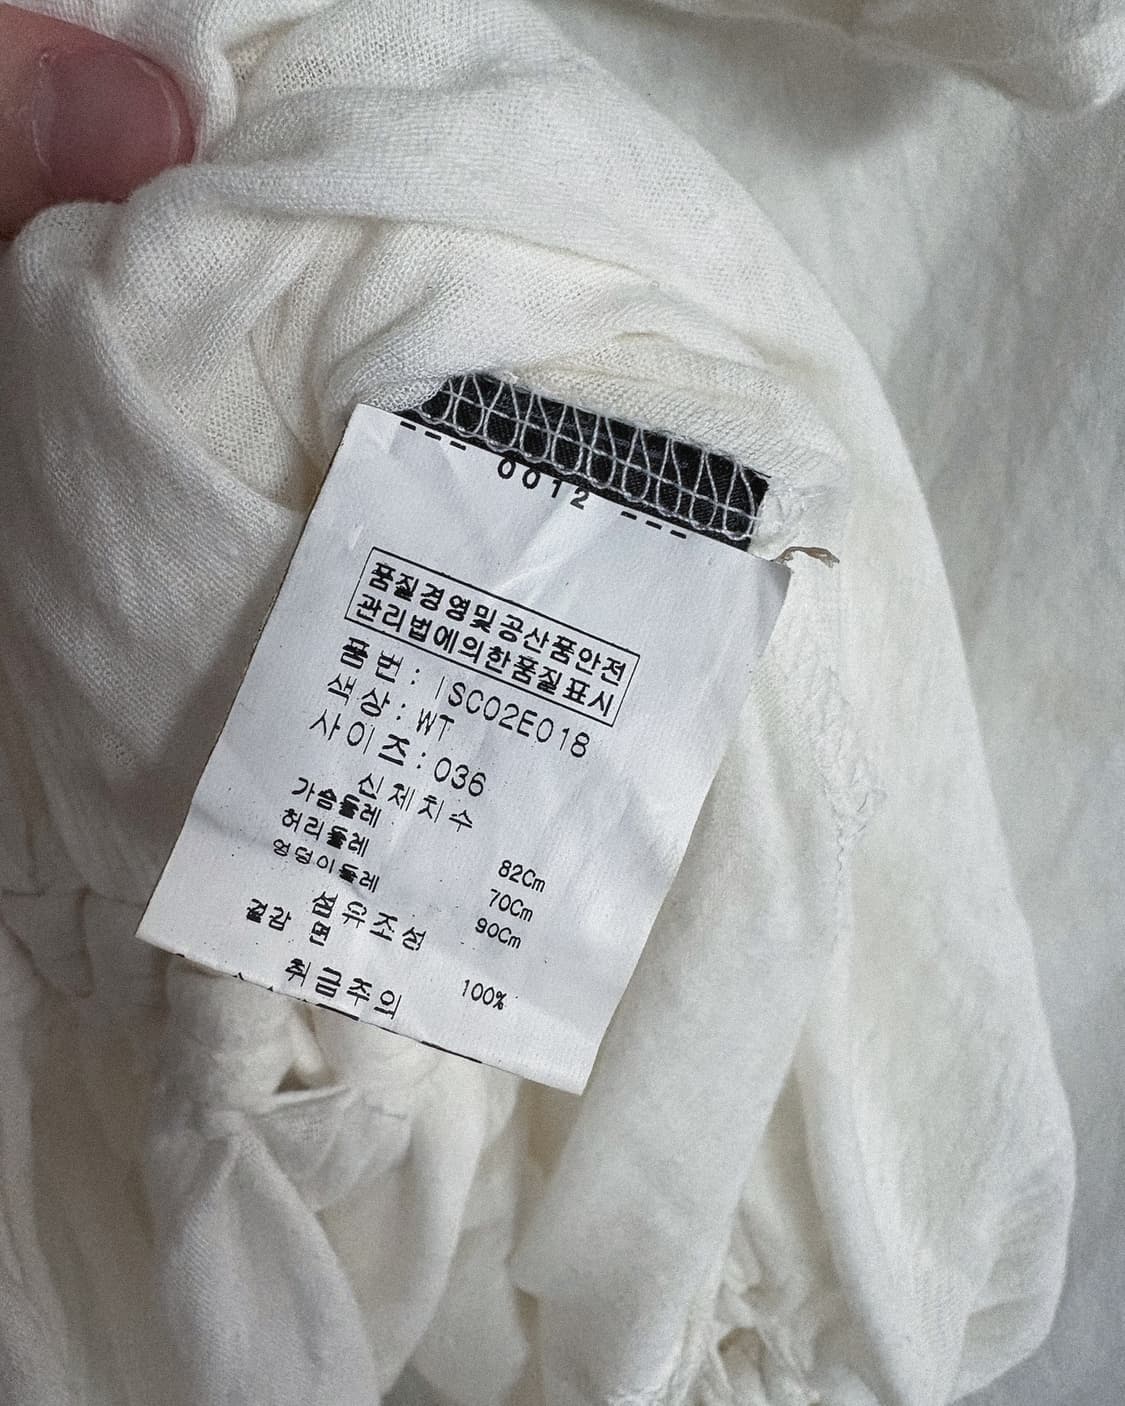 --- 0012 ---
품질경영및공산품안전
관리법에의한품질표시
품번: ISC02E018
색상: WT
사이즈: 036
신체치수
가슴둘레 82Cm
허리둘레 70Cm
엉덩이둘레 90Cm
섬유조성
겉감 면 100%
취급주의